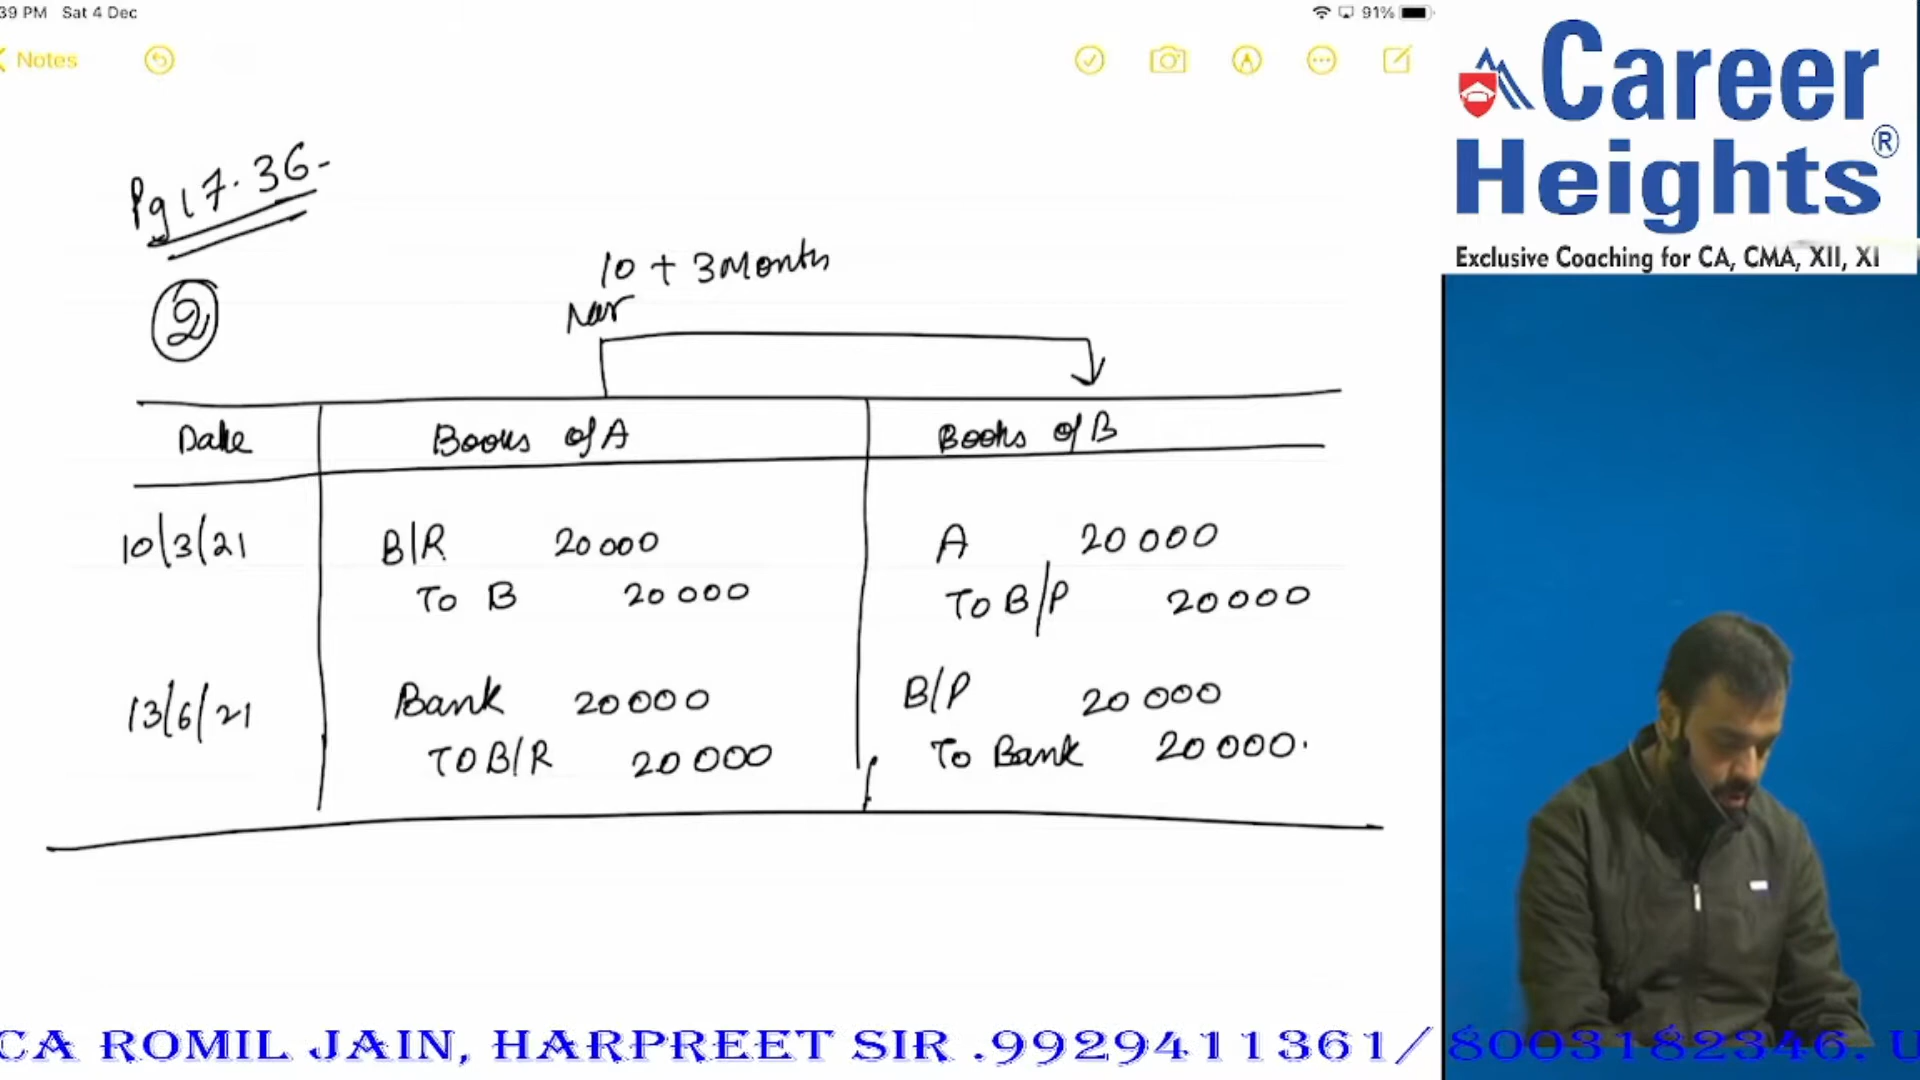 39 PM Sat 4 Dec
91%
Notes
Pg 17.36-
2
10 + 3 Months
Mar
Date Books of A Books of B
10/3/21 B/R 20000 A 20000
To B 20000 To B/P 20000
13/6/21 Bank 20000 B/P 20000
To B/R 20000 To Bank 20000.
Career
Heights®
Exclusive Coaching for CA, CMA, XII, XI
CA ROMIL JAIN, HARPREET SIR .9929411361/ 8003182346. U